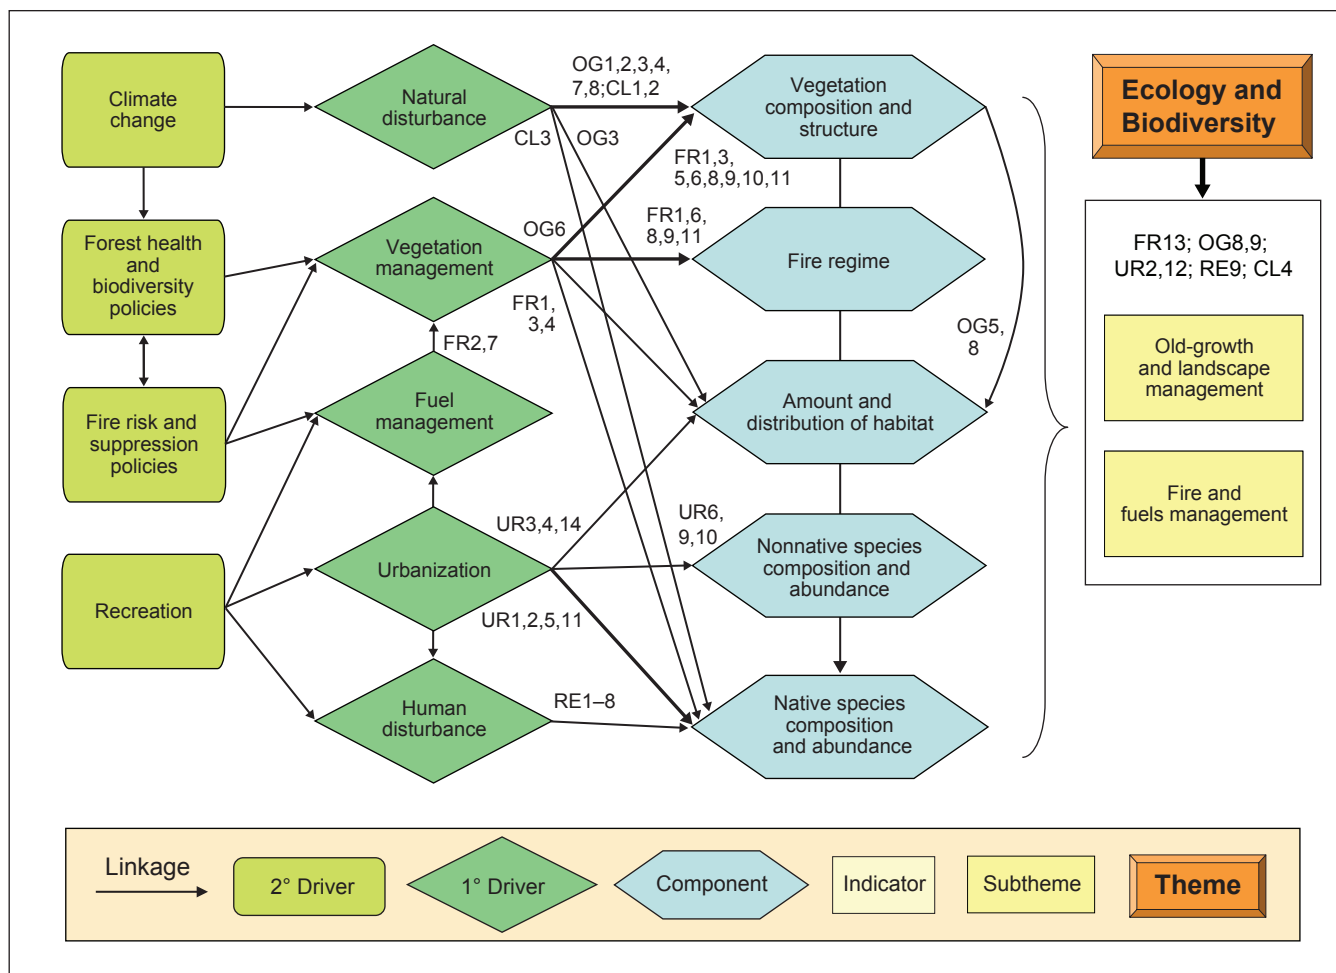 Climate
change
Forest health
and
biodiversity
policies
Fire risk and
suppression
policies
Recreation
Natural
disturbance
Vegetation
management
FR2,7
Fuel
management
Urbanization
Human
disturbance
OG1,2,3,4,
7,8;CL1,2
CL3
OG3
FR1,3,
5,6,8,9,10,11
OG6
FR1,6,
8,9,11
FR1,
3,4
UR3,4,14
UR6,
9,10
UR1,2,5,11
RE1–8
Vegetation
composition and
structure
Fire regime
Amount and
distribution of habitat
Nonnative species
composition and
abundance
Native species
composition
and abundance
OG5,
8
Ecology and
Biodiversity
FR13; OG8,9;
UR2,12; RE9; CL4
Old-growth
and landscape
management
Fire and
fuels management
Linkage
2° Driver
1° Driver
Component
Indicator
Subtheme
Theme